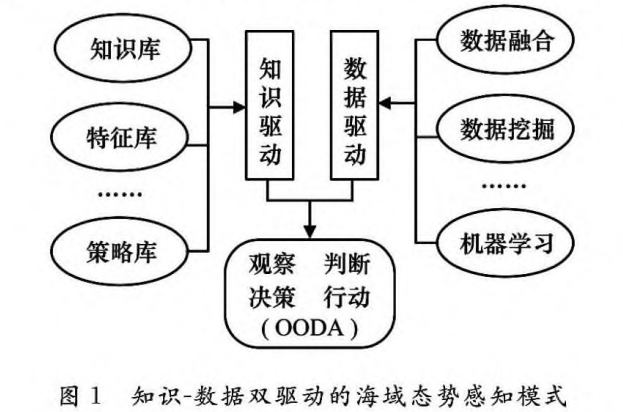 知识库
特征库
……
策略库
知识驱动
数据驱动
数据融合
数据挖掘
……
机器学习
观察 判断
决策 行动
(OODA)
图 1 知识-数据双驱动的海域态势感知模式